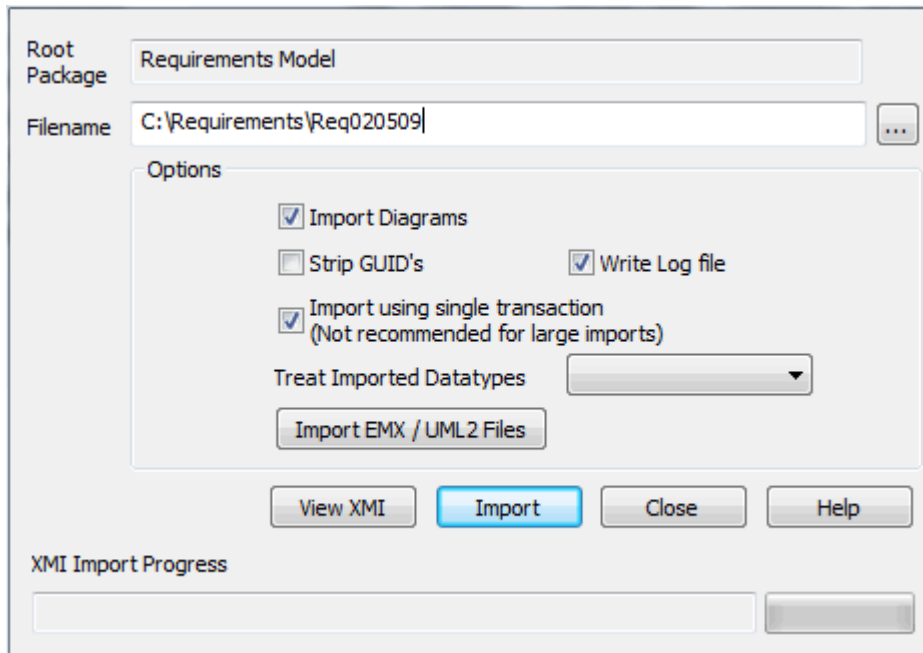 Root
Package
Requirements Model
Filename
C:\Requirements\Req020509
...
Options
Import Diagrams
Strip GUID's
Write Log file
Import using single transaction
(Not recommended for large imports)
Treat Imported Datatypes
Import EMX / UML2 Files
View XMI
Import
Close
Help
XMI Import Progress